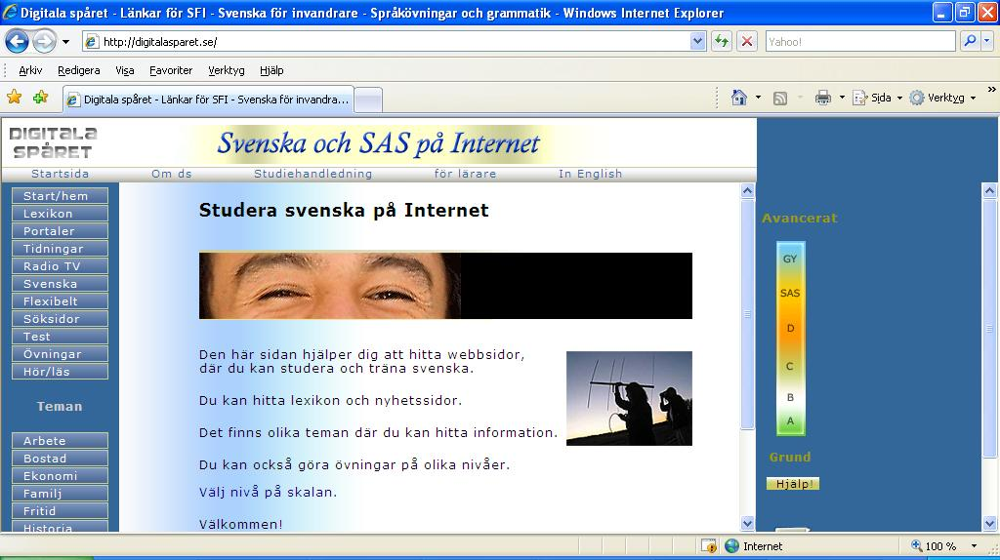 Digitala spåret - Länkar för SFI - Svenska för invandrare - Språkövningar och grammatik - Windows Internet Explorer
http://digitalasparet.se/
Yahoo!
Arkiv Redigera Visa Favoriter Verktyg Hjälp
Digitala spåret - Länkar för SFI - Svenska för invandra...
Sida Verktyg
DIGITALA
SPÅRET
Svenska och SAS på Internet
Startsida Om ds Studiehandledning för lärare In English
Start/hem
Lexikon
Portaler
Tidningar
Radio TV
Svenska
Flexibelt
Söksidor
Test
Övningar
Hör/läs
Teman
Arbete
Bostad
Ekonomi
Familj
Fritid
Historia
Studera svenska på Internet
Den här sidan hjälper dig att hitta webbsidor,
där du kan studera och träna svenska.
Du kan hitta lexikon och nyhetssidor.
Det finns olika teman där du kan hitta information.
Du kan också göra övningar på olika nivåer.
Välj nivå på skalan.
Välkommen!
Avancerat
GY
SAS
D
C
B
A
Grund
Hjälp!
Internet
100 %